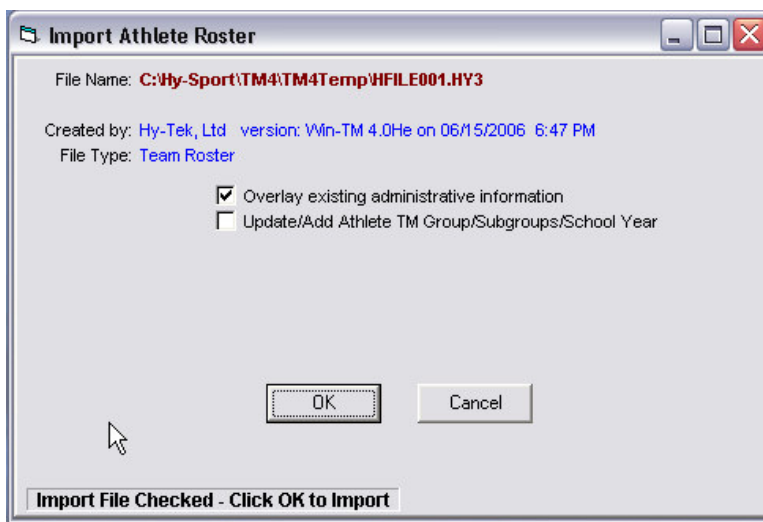 Import Athlete Roster
File Name: C:\Hy-Sport\TM4\TM4Temp\HFILE001.HY3
Created by: Hy-Tek, Ltd version: Win-TM 4.0He on 06/15/2006 6:47 PM
File Type: Team Roster
Overlay existing administrative information
Update/Add Athlete TM Group/Subgroups/School Year
OK Cancel
Import File Checked - Click OK to Import